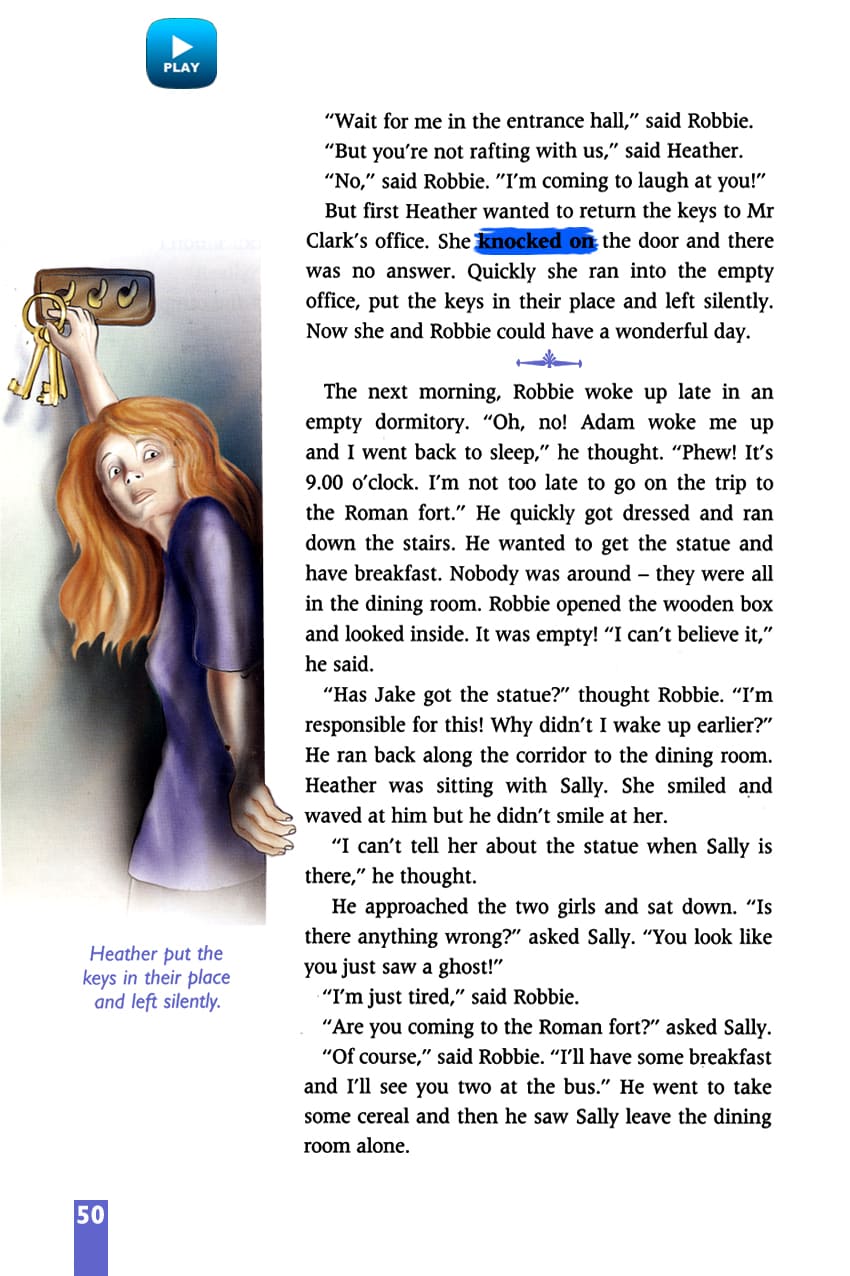 PLAY
“Wait for me in the entrance hall,” said Robbie.
“But you’re not rafting with us,” said Heather.
“No,” said Robbie. ”I’m coming to laugh at you!”
But first Heather wanted to return the keys to Mr
Clark’s office. She knocked on the door and there
was no answer. Quickly she ran into the empty
office, put the keys in their place and left silently.
Now she and Robbie could have a wonderful day.
The next morning, Robbie woke up late in an
empty dormitory. “Oh, no! Adam woke me up
and I went back to sleep,” he thought. “Phew! It’s
9.00 o’clock. I’m not too late to go on the trip to
the Roman fort.” He quickly got dressed and ran
down the stairs. He wanted to get the statue and
have breakfast. Nobody was around – they were all
in the dining room. Robbie opened the wooden box
and looked inside. It was empty! “I can’t believe it,”
he said.
“Has Jake got the statue?” thought Robbie. “I’m
responsible for this! Why didn’t I wake up earlier?”
He ran back along the corridor to the dining room.
Heather was sitting with Sally. She smiled and
waved at him but he didn’t smile at her.
“I can’t tell her about the statue when Sally is
there,” he thought.
He approached the two girls and sat down. “Is
there anything wrong?” asked Sally. “You look like
you just saw a ghost!”
“I’m just tired,” said Robbie.
“Are you coming to the Roman fort?” asked Sally.
“Of course,” said Robbie. “I’ll have some breakfast
and I’ll see you two at the bus.” He went to take
some cereal and then he saw Sally leave the dining
room alone.
Heather put the
keys in their place
and left silently.
50